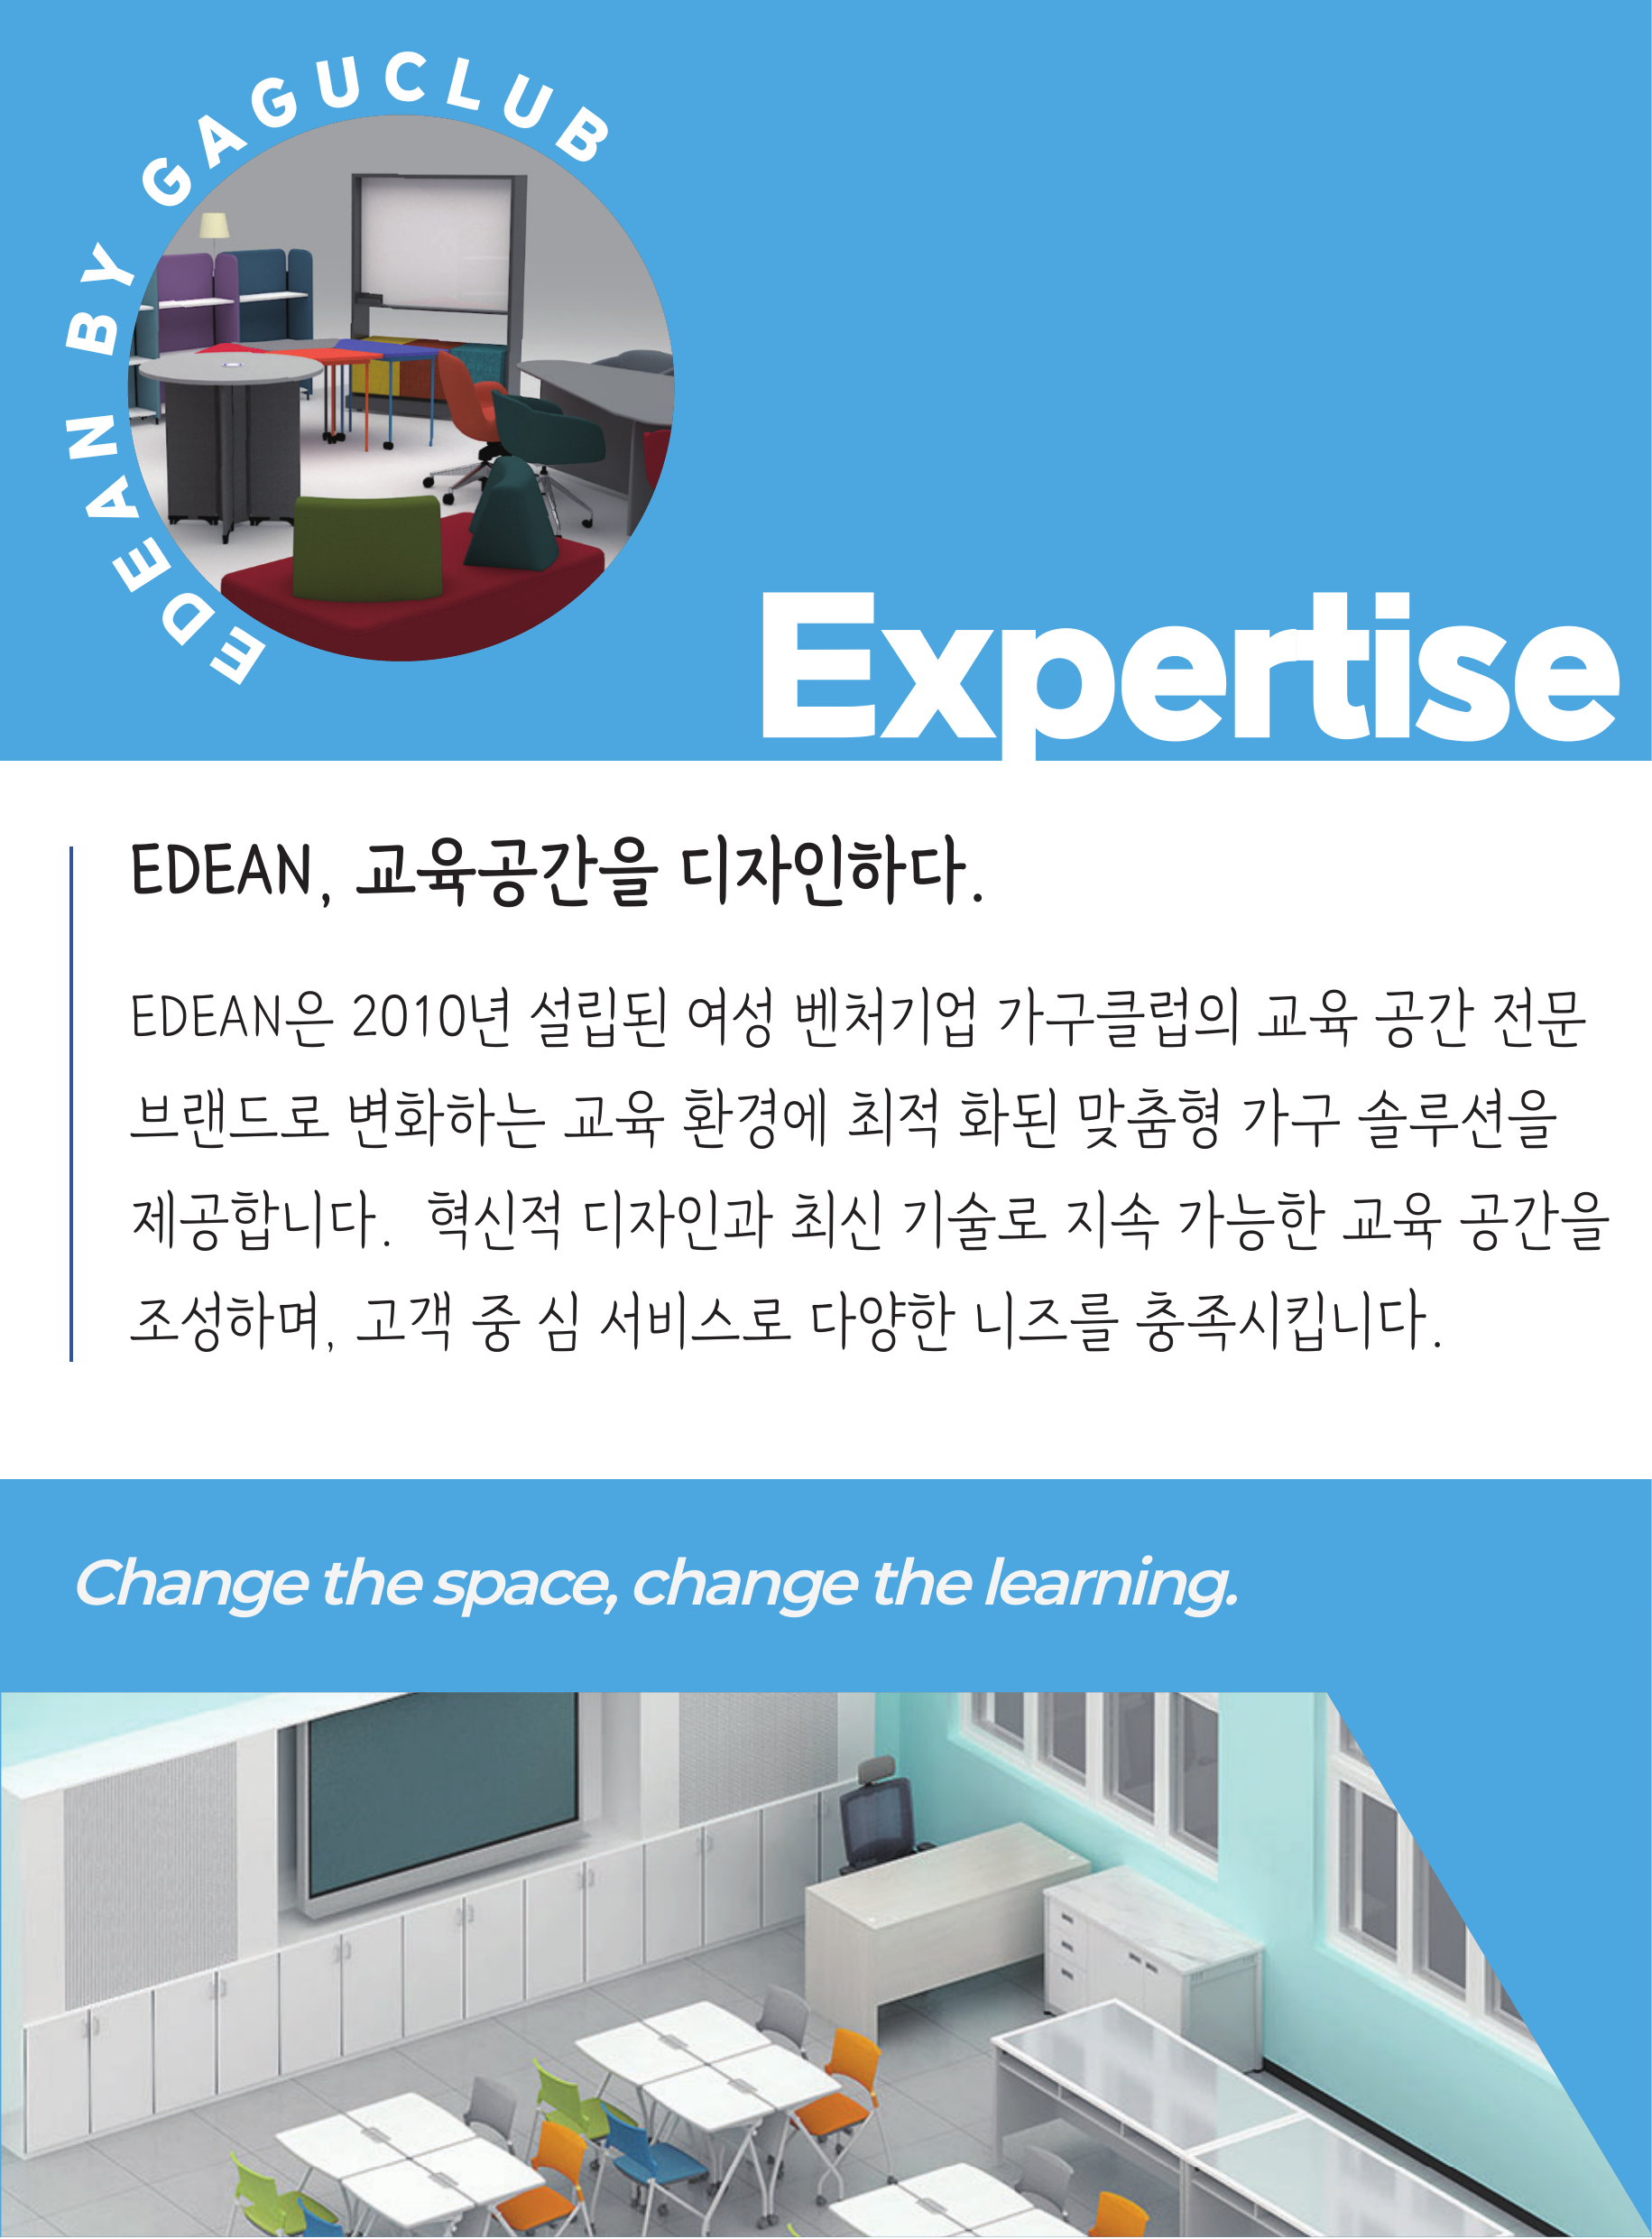 EDEAN BY GAGUCLUB
Expertise
EDEAN, 교육공간을 디자인하다.
EDEAN은 2010년 설립된 여성 벤처기업 가구클럽의 교육 공간 전문
브랜드로 변화하는 교육 환경에 최적 화된 맞춤형 가구 솔루션을
제공합니다. 혁신적 디자인과 최신 기술로 지속 가능한 교육 공간을
조성하며, 고객 중 심 서비스로 다양한 니즈를 충족시킵니다.
Change the space, change the learning.